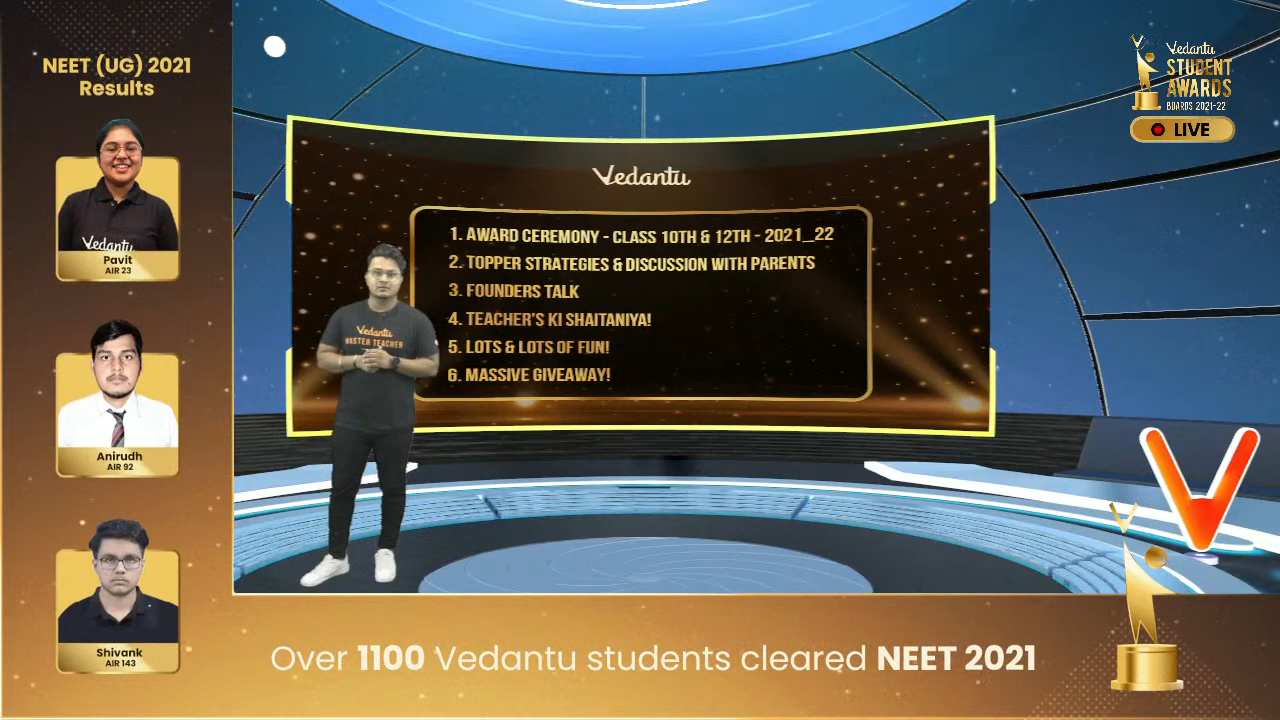 NEET (UG) 2021
Results
Vedantu
Pavit
AIR 23
Anirudh
AIR 92
Shivank
AIR 143
Vedantu
1. AWARD CEREMONY - CLASS 10TH & 12TH - 2021_22
2. TOPPER STRATEGIES & DISCUSSION WITH PARENTS
3. FOUNDERS TALK
4. TEACHER'S KI SHAITANIYA!
5. LOTS & LOTS OF FUN!
6. MASSIVE GIVEAWAY!
Vedantu
MASTER TEACHER
Vedantu
STUDENT
AWARDS
BOARDS 2021-22
LIVE
Over 1100 Vedantu students cleared NEET 2021